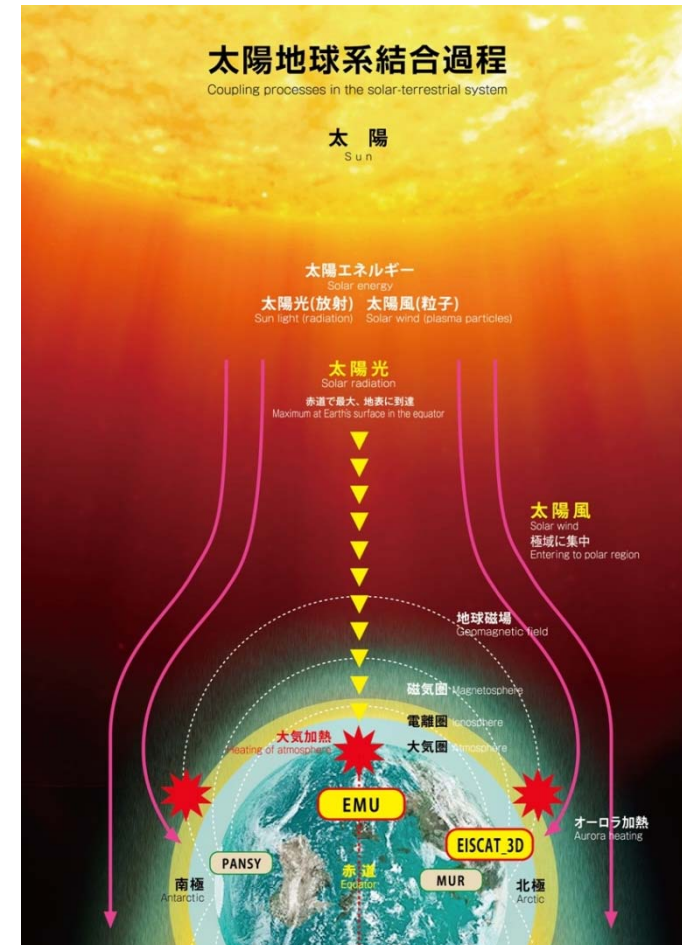 太陽地球系結合過程
Coupling processes in the solar-terrestrial system
太 陽
Sun
太陽エネルギー
Solar energy
太陽光(放射) 太陽風(粒子)
Sun light (radiation) Solar wind (plasma particles)
太陽光
Solar radiation
赤道で最大、地表に到達
Maximum at Earth's surface in the equator
太陽風
Solar wind
極域に集中
Entering to polar region
地球磁場
Geomagnetic field
磁気圏 Magnetosphere
電離圏 Ionosphere
大気加熱
Heating of atmosphere
大気圏 Atmosphere
EMU
オーロラ加熱
Aurora heating
EISCAT_3D
PANSY
赤道
Equator
MUR
南極
Antarctic
北極
Arctic